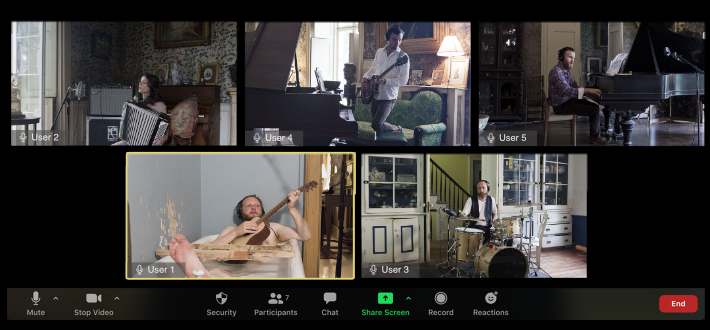 User 2
User 4
User 5
User 1
User 3
Mute
Stop Video
Security
Participants
7
Chat
Share Screen
Record
Reactions
End